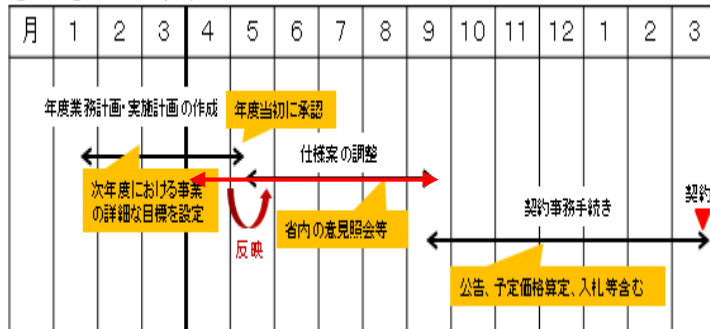 月 1 2 3 4 5 6 7 8 9 10 11 12 1 2 3
年度業務計画・実施計画の作成
年度当初に承認
仕様案の調整
次年度における事業
の詳細な目標を設定
反映
省内の意見照会等
契約事務手続き
契約
公告、予定価格算定、入札等含む